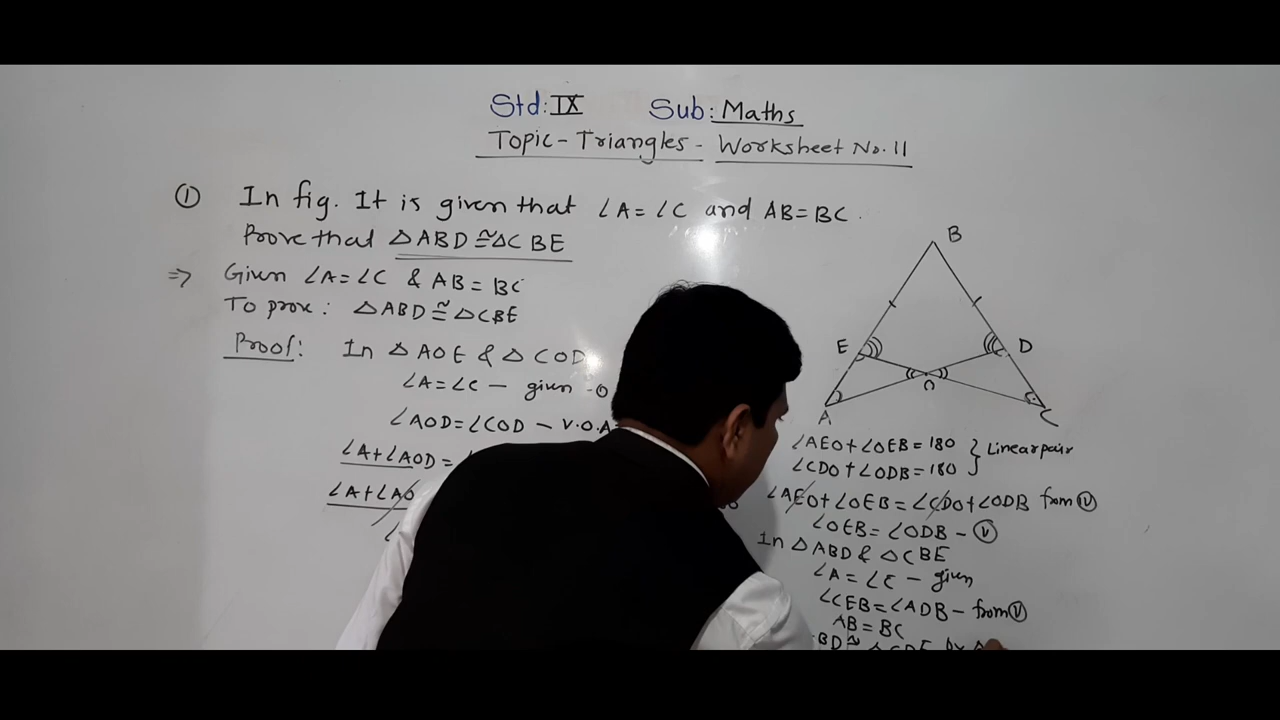 Std: IX Sub: Maths
Topic - Triangles - Worksheet No. 11
① In fig. It is given that ∠A = ∠C and AB = BC.
Prove that △ABD ≅ △CBE
⇒ Given ∠A = ∠C & AB = BC
To prove: △ABD ≅ △CBE
Proof: In △AOE & △COD
∠A = ∠C – given
∠AOD = ∠COD – V.O.A
∠A + ∠AOD =
∠A + ∠AO
∠
B
E
D
O
A
C
∠AEO + ∠OEB = 180 } Linear pair
∠CDO + ∠ODB = 180
∠AEO + ∠OEB = ∠CDO + ∠ODB from Ⓘⓥ
∠OEB = ∠ODB – Ⓥ
In △ABD & △CBE
∠A = ∠C – given
∠CEB = ∠ADB – from Ⓥ
AB = BC
BD ≅ by